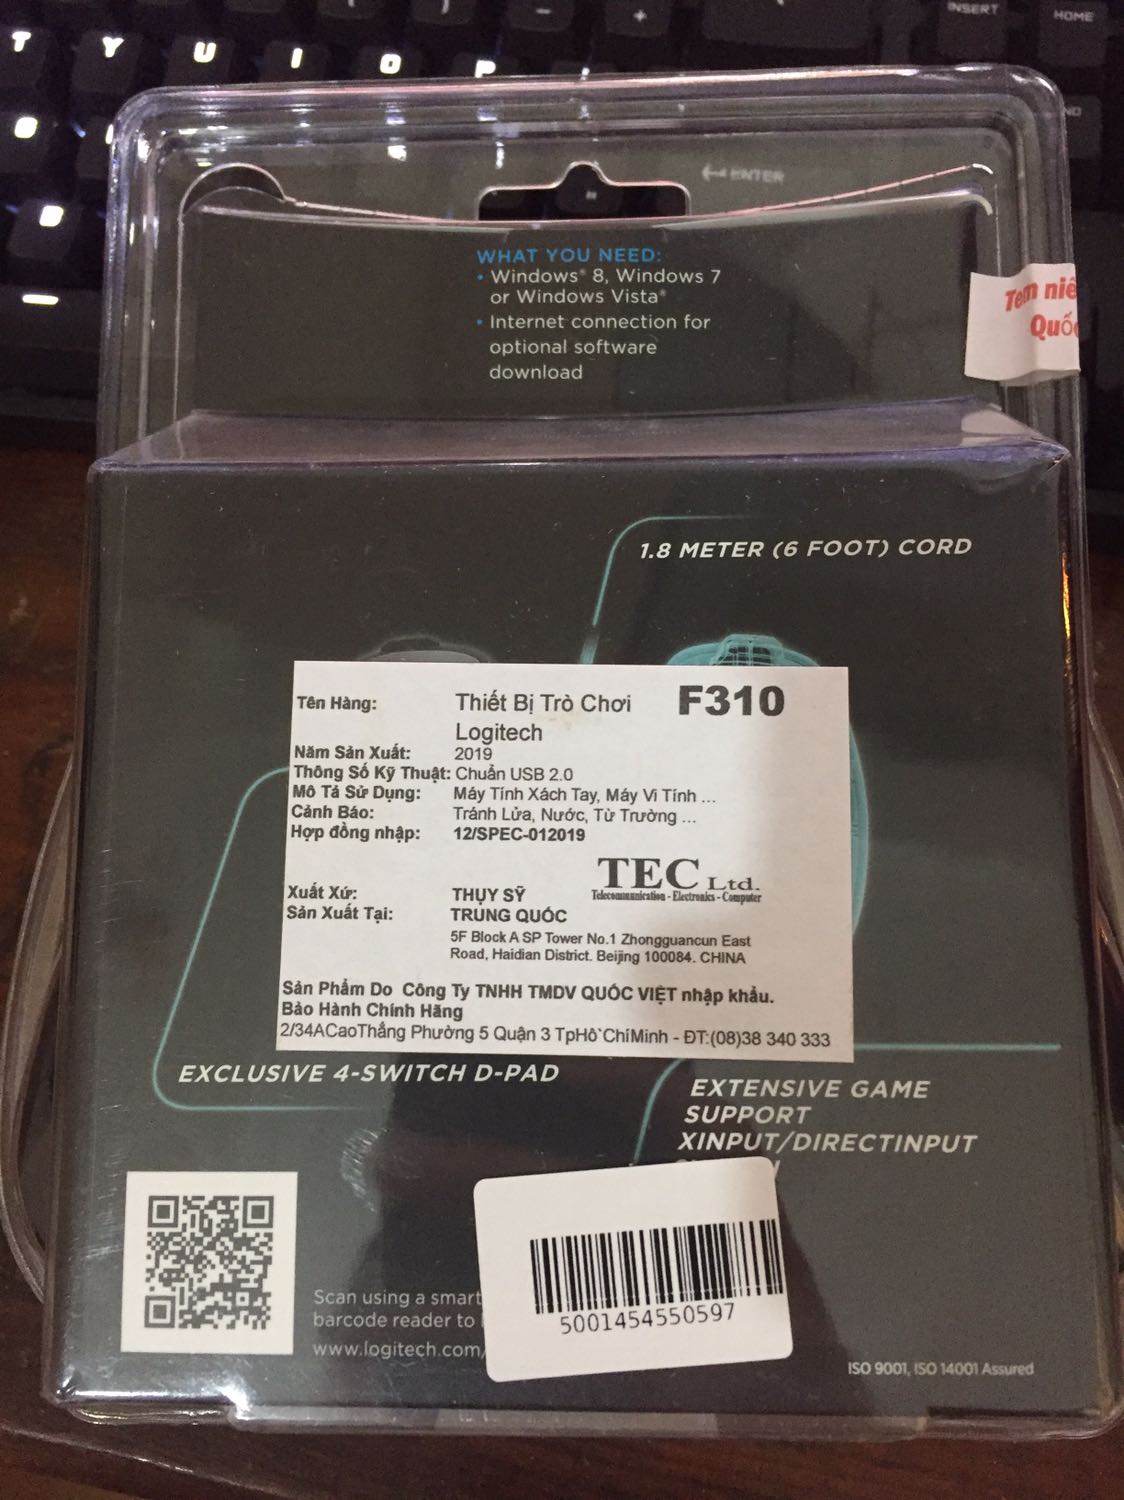 INSERT
HOME
T Y U I O P
ENTER
WHAT YOU NEED:
• Windows® 8, Windows 7
or Windows Vista®
• Internet connection for
optional software
download
Tem niê
Quốc
1.8 METER (6 FOOT) CORD
Tên Hàng: Thiết Bị Trò Chơi F310
Logitech
Năm Sản Xuất: 2019
Thông Số Kỹ Thuật: Chuẩn USB 2.0
Mô Tả Sử Dụng: Máy Tính Xách Tay, Máy Vi Tính ...
Cảnh Báo: Tránh Lửa, Nước, Từ Trường ...
Hợp đồng nhập: 12/SPEC-012019
TEC Ltd.
Telecommunication - Electronics - Computer
Xuất Xứ: THỤY SỸ
Sản Xuất Tại: TRUNG QUỐC
5F Block A SP Tower No.1 Zhongguancun East
Road, Haidian District. Beijing 100084. CHINA
Sản Phẩm Do Công Ty TNHH TMDV QUỐC VIỆT nhập khẩu.
Bảo Hành Chính Hãng
2/34ACaoThắng Phường 5 Quận 3 TpHồ`ChíMinh - ĐT:(08)38 340 333
EXCLUSIVE 4-SWITCH D-PAD
EXTENSIVE GAME
SUPPORT
XINPUT/DIRECTINPUT
Scan using a smart
barcode reader to
www.logitech.com/
5001454550597
ISO 9001, ISO 14001 Assured